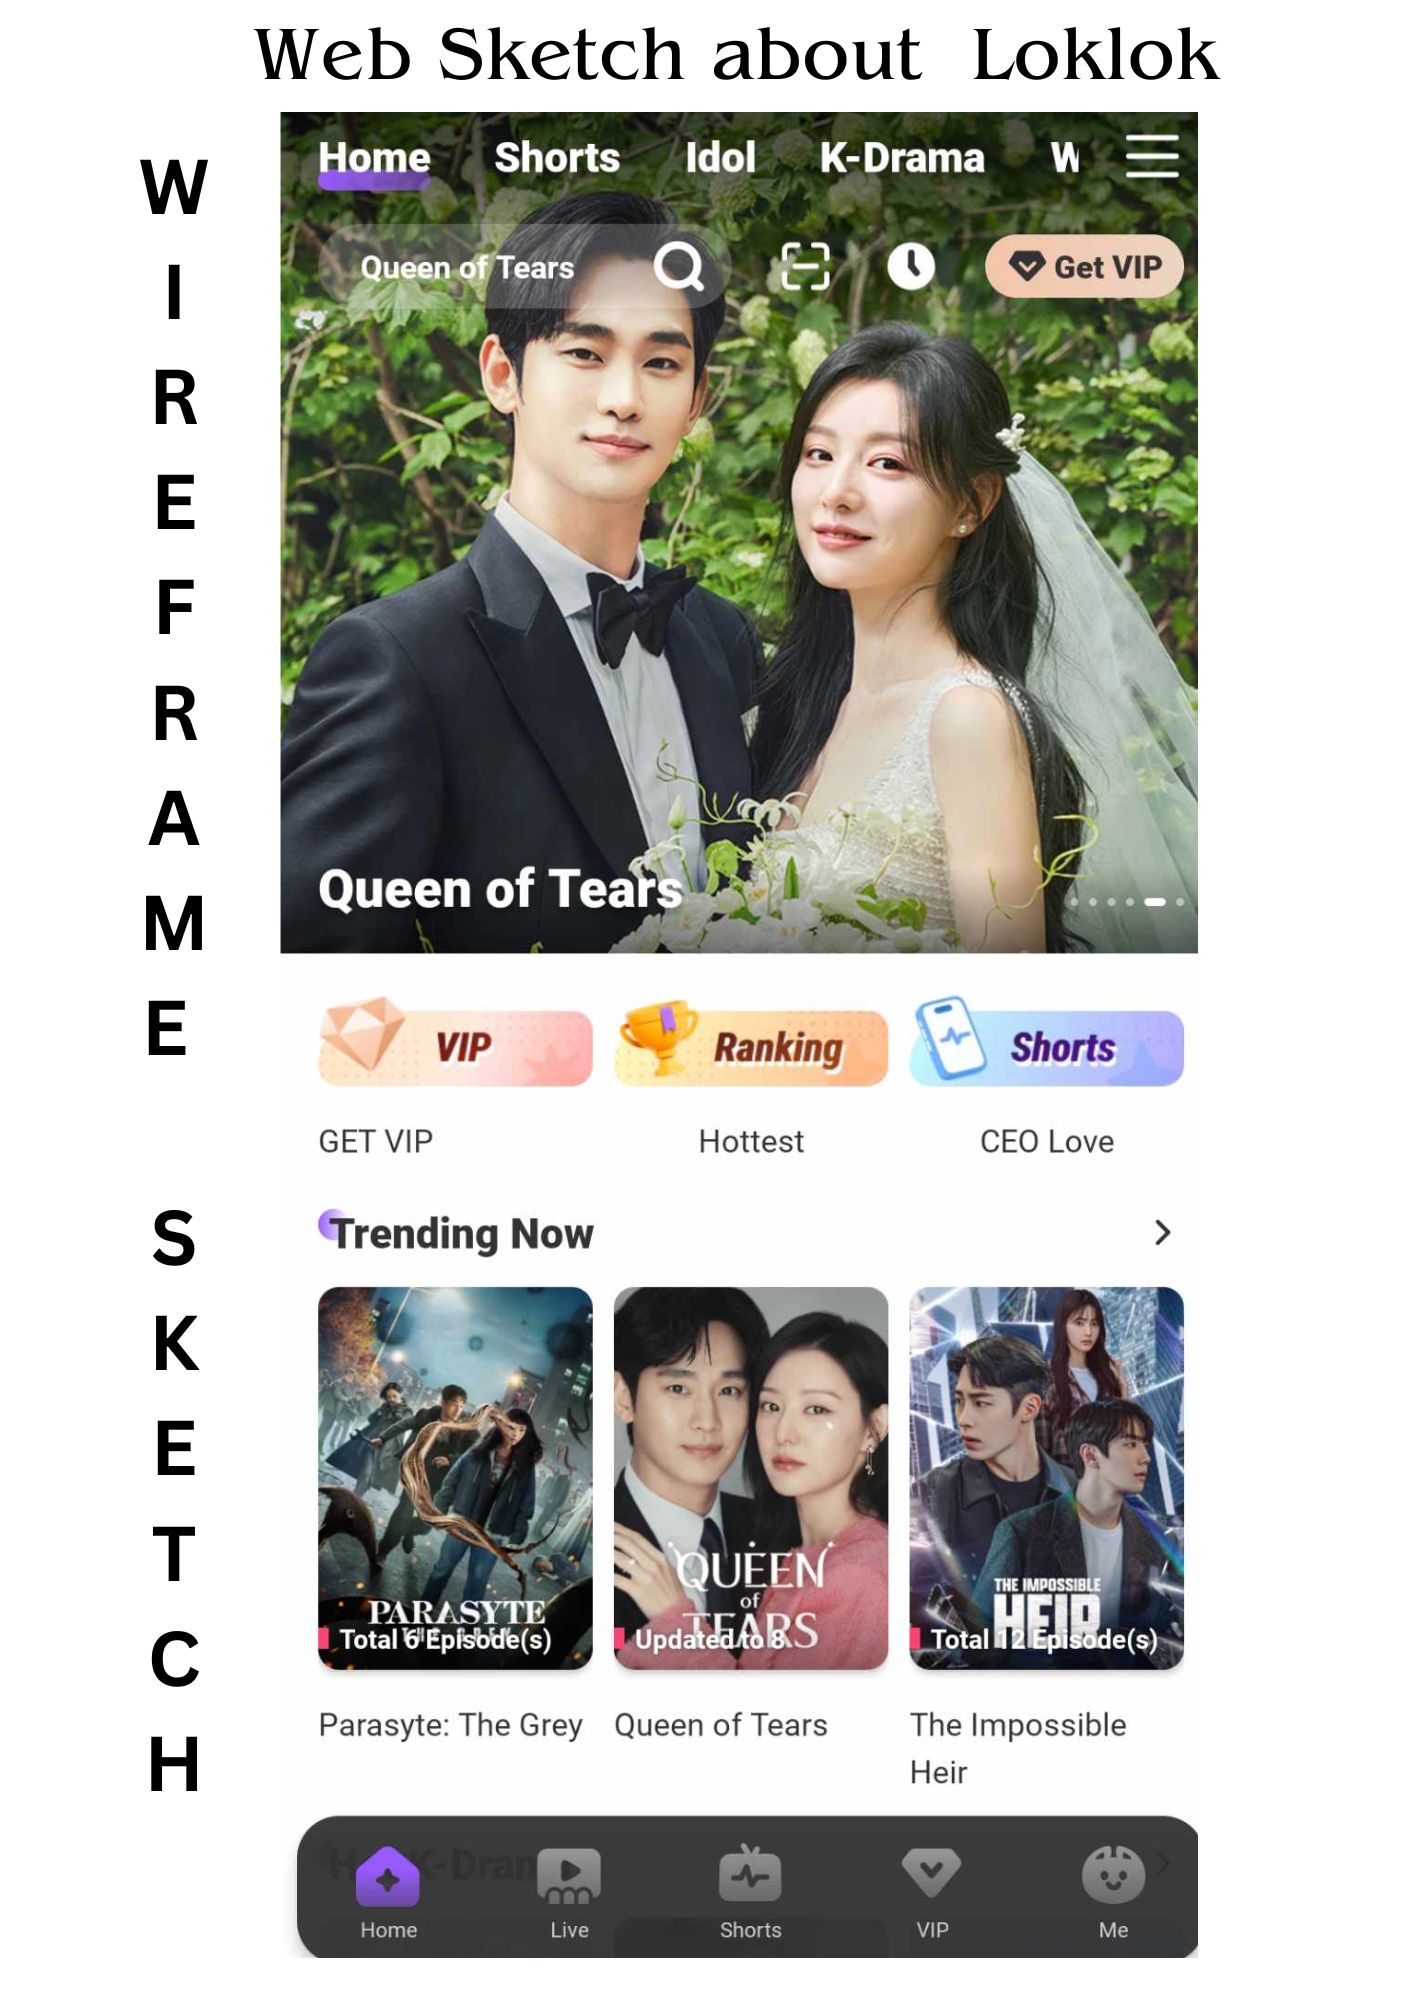 Web Sketch about Loklok
WIREFRAME
SKETCH
Home Shorts Idol K-Drama W
Queen of Tears Get VIP
Queen of Tears
VIP Ranking Shorts
GET VIP Hottest CEO Love
Trending Now
PARASYTE
Total 6 Episode(s)
QUEEN
of
TEARS
Updated to 8
THE IMPOSSIBLE
HEIR
Total 12 Episode(s)
Parasyte: The Grey Queen of Tears The Impossible
Heir
K-Dram
Home Live Shorts VIP Me